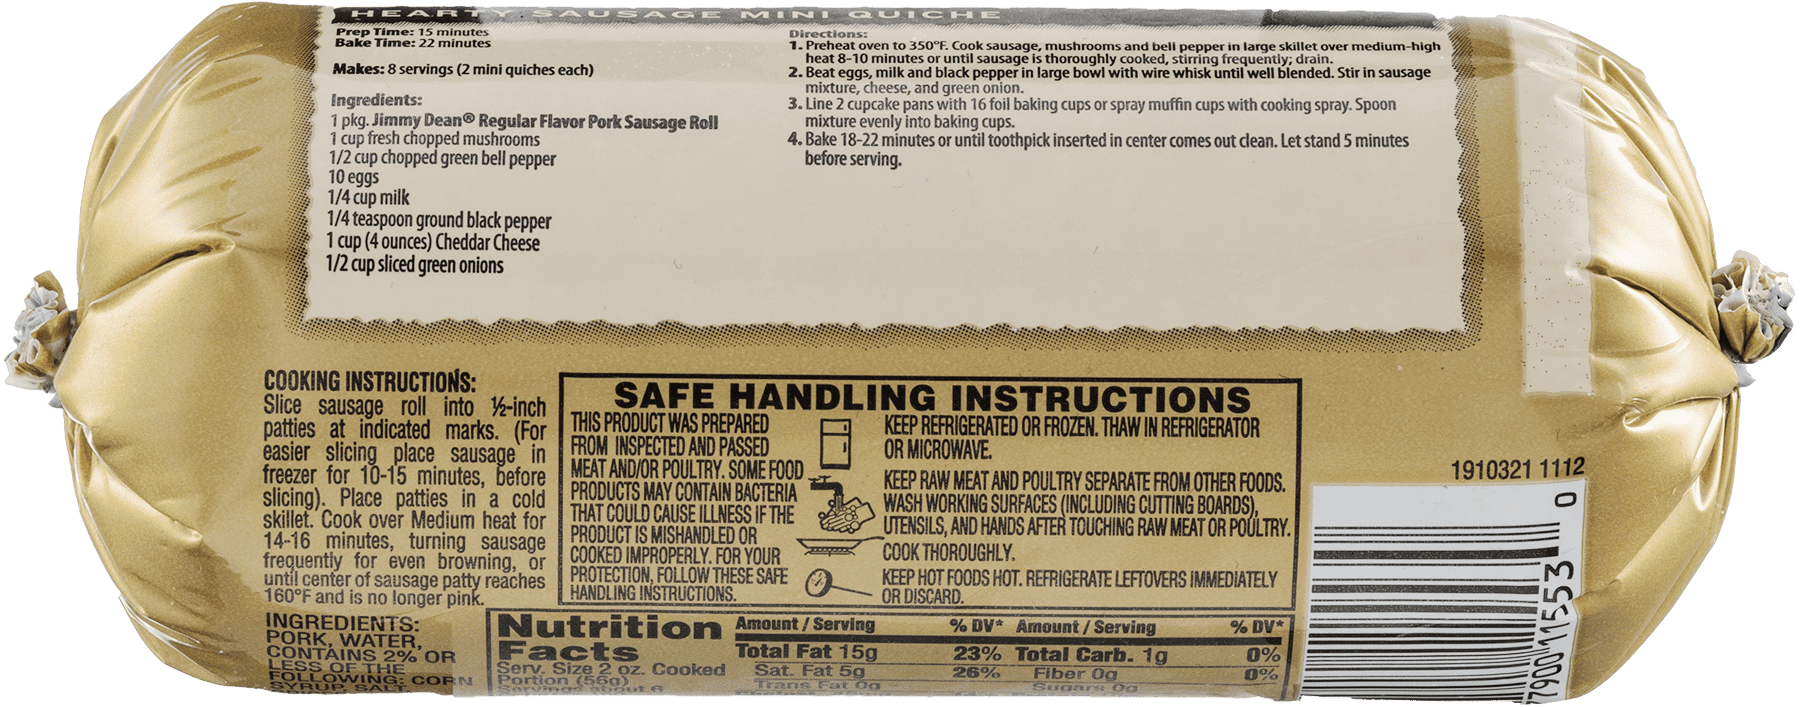 HEARTY SAUSAGE MINI QUICHE
Prep Time: 15 minutes
Bake Time: 22 minutes
Makes: 8 servings (2 mini quiches each)
Ingredients:
1 pkg. Jimmy Dean® Regular Flavor Pork Sausage Roll
1 cup fresh chopped mushrooms
1/2 cup chopped green bell pepper
10 eggs
1/4 cup milk
1/4 teaspoon ground black pepper
1 cup (4 ounces) Cheddar Cheese
1/2 cup sliced green onions
Directions:
1. Preheat oven to 350°F. Cook sausage, mushrooms and bell pepper in large skillet over medium-high
heat 8-10 minutes or until sausage is thoroughly cooked, stirring frequently; drain.
2. Beat eggs, milk and black pepper in large bowl with wire whisk until well blended. Stir in sausage
mixture, cheese, and green onion.
3. Line 2 cupcake pans with 16 foil baking cups or spray muffin cups with cooking spray. Spoon
mixture evenly into baking cups.
4. Bake 18-22 minutes or until toothpick inserted in center comes out clean. Let stand 5 minutes
before serving.
COOKING INSTRUCTIONS:
Slice sausage roll into ½-inch
patties at indicated marks. (For
easier slicing place sausage in
freezer for 10-15 minutes, before
slicing). Place patties in a cold
skillet. Cook over Medium heat for
14-16 minutes, turning sausage
frequently for even browning, or
until center of sausage patty reaches
160°F and is no longer pink.
INGREDIENTS:
PORK, WATER,
CONTAINS 2% OR
LESS OF THE
FOLLOWING: CORN
SYRUP, SALT,
SAFE HANDLING INSTRUCTIONS
THIS PRODUCT WAS PREPARED
FROM INSPECTED AND PASSED
MEAT AND/OR POULTRY. SOME FOOD
PRODUCTS MAY CONTAIN BACTERIA
THAT COULD CAUSE ILLNESS IF THE
PRODUCT IS MISHANDLED OR
COOKED IMPROPERLY. FOR YOUR
PROTECTION, FOLLOW THESE SAFE
HANDLING INSTRUCTIONS.
KEEP REFRIGERATED OR FROZEN. THAW IN REFRIGERATOR
OR MICROWAVE.
KEEP RAW MEAT AND POULTRY SEPARATE FROM OTHER FOODS.
WASH WORKING SURFACES (INCLUDING CUTTING BOARDS),
UTENSILS, AND HANDS AFTER TOUCHING RAW MEAT OR POULTRY.
COOK THOROUGHLY.
KEEP HOT FOODS HOT. REFRIGERATE LEFTOVERS IMMEDIATELY
OR DISCARD.
Nutrition
Facts
Serv. Size 2 oz. Cooked
Portion (56g)
Servings about 6
Amount / Serving % DV* Amount / Serving % DV*
Total Fat 15g 23% Total Carb. 1g 0%
Sat. Fat 5g 26% Fiber 0g 0%
Trans Fat 0g Sugars 0g
1910321 1112
77900 11553 0